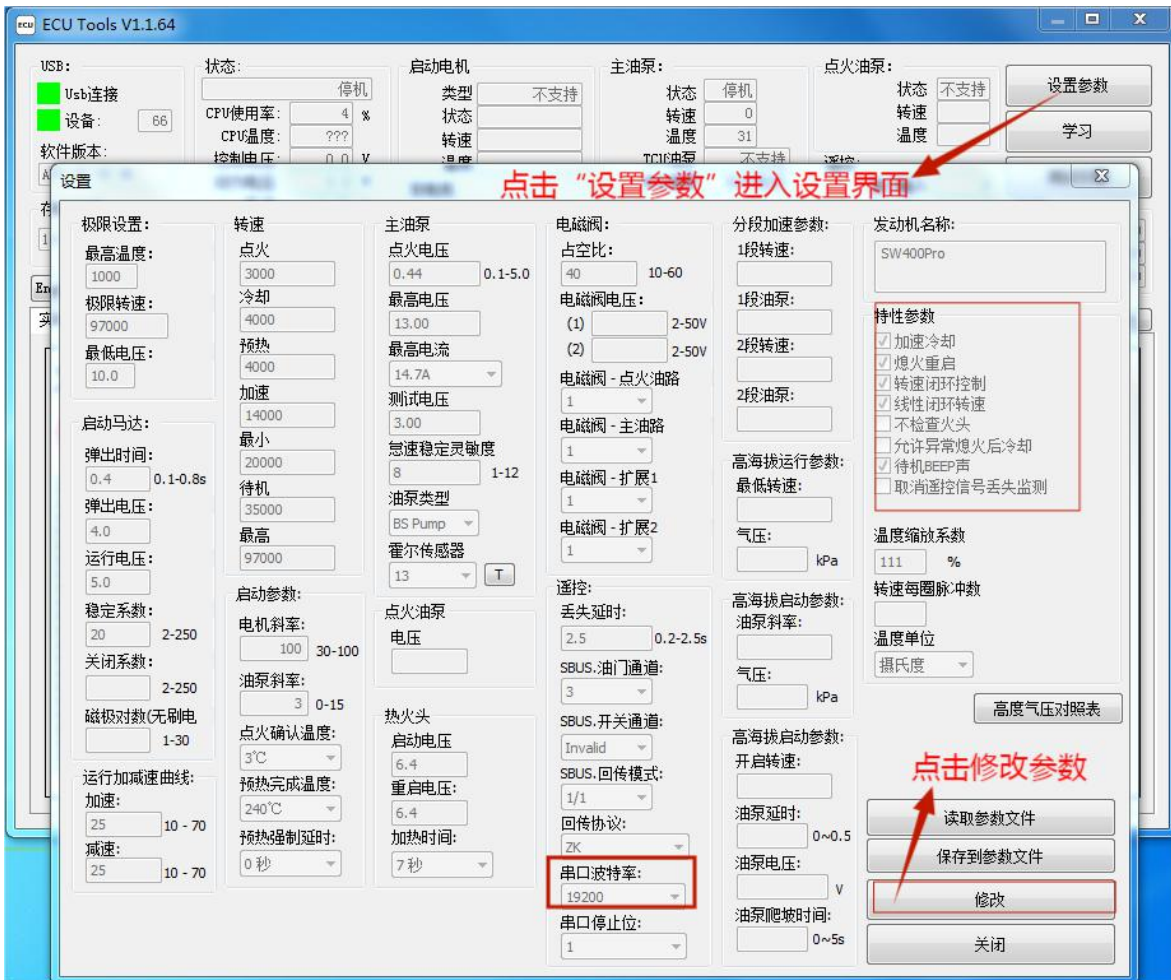 ECU Tools V1.1.64
USB:
Usb连接
设备: 66
软件版本:
状态:
停机
CPU使用率: 4 %
CPU温度: ???
控制电压: 0.0 V
启动电机
类型 不支持
状态
转速
温度
主油泵:
状态 停机
转速 0
温度 31
TCU油泵 不支持
点火油泵:
状态 不支持
转速
温度
遥控:
设置参数
学习
设置
点击“设置参数”进入设置界面
极限设置:
最高温度:
1000
极限转速:
97000
最低电压:
10.0
启动马达:
弹出时间:
0.4 0.1-0.8s
弹出电压:
4.0
运行电压:
5.0
稳定系数:
20 2-250
关闭系数:
2-250
磁极对数(无刷电
1-30
运行加减速曲线:
加速:
25 10 - 70
减速:
25 10 - 70
转速
点火
3000
冷却
4000
预热
4000
加速
14000
最小
20000
待机
35000
最高
97000
启动参数:
电机斜率:
100 30-100
油泵斜率:
3 0-15
点火确认温度:
3℃
预热完成温度:
240℃
预热强制延时:
0 秒
主油泵
点火电压
0.44 0.1-5.0
最高电压
13.00
最高电流
14.7A
测试电压
3.00
怠速稳定灵敏度
8 1-12
油泵类型
BS Pump
霍尔传感器
13 T
点火油泵
电压
热火头
启动电压
6.4
重启电压:
6.4
加热时间:
7 秒
电磁阀:
占空比:
40 10-60
电磁阀电压:
(1) 2-50V
(2) 2-50V
电磁阀 - 点火油路
1
电磁阀 - 主油路
1
电磁阀 - 扩展1
1
电磁阀 - 扩展2
1
遥控:
丢失延时:
2.5 0.2-2.5s
SBUS.油门通道:
3
SBUS.开关通道:
Invalid
SBUS.回传模式:
1/1
回传协议:
ZK
串口波特率:
19200
串口停止位:
1
分段加速参数:
1段转速:
1段油泵:
2段转速:
2段油泵:
高海拔运行参数:
最低转速:
气压:
kPa
高海拔启动参数:
油泵斜率:
气压:
kPa
高海拔启动参数:
开启转速:
油泵延时:
0~0.5
油泵电压:
V
油泵爬坡时间:
0~5s
发动机名称:
SW400Pro
特性参数
加速冷却
熄火重启
转速闭环控制
线性闭环转速
不检查火头
允许异常熄火后冷却
待机BEEP声
取消遥控信号丢失监测
温度缩放系数
111 %
转速每圈脉冲数
温度单位
摄氏度
高度气压对照表
点击修改参数
读取参数文件
保存到参数文件
修改
关闭